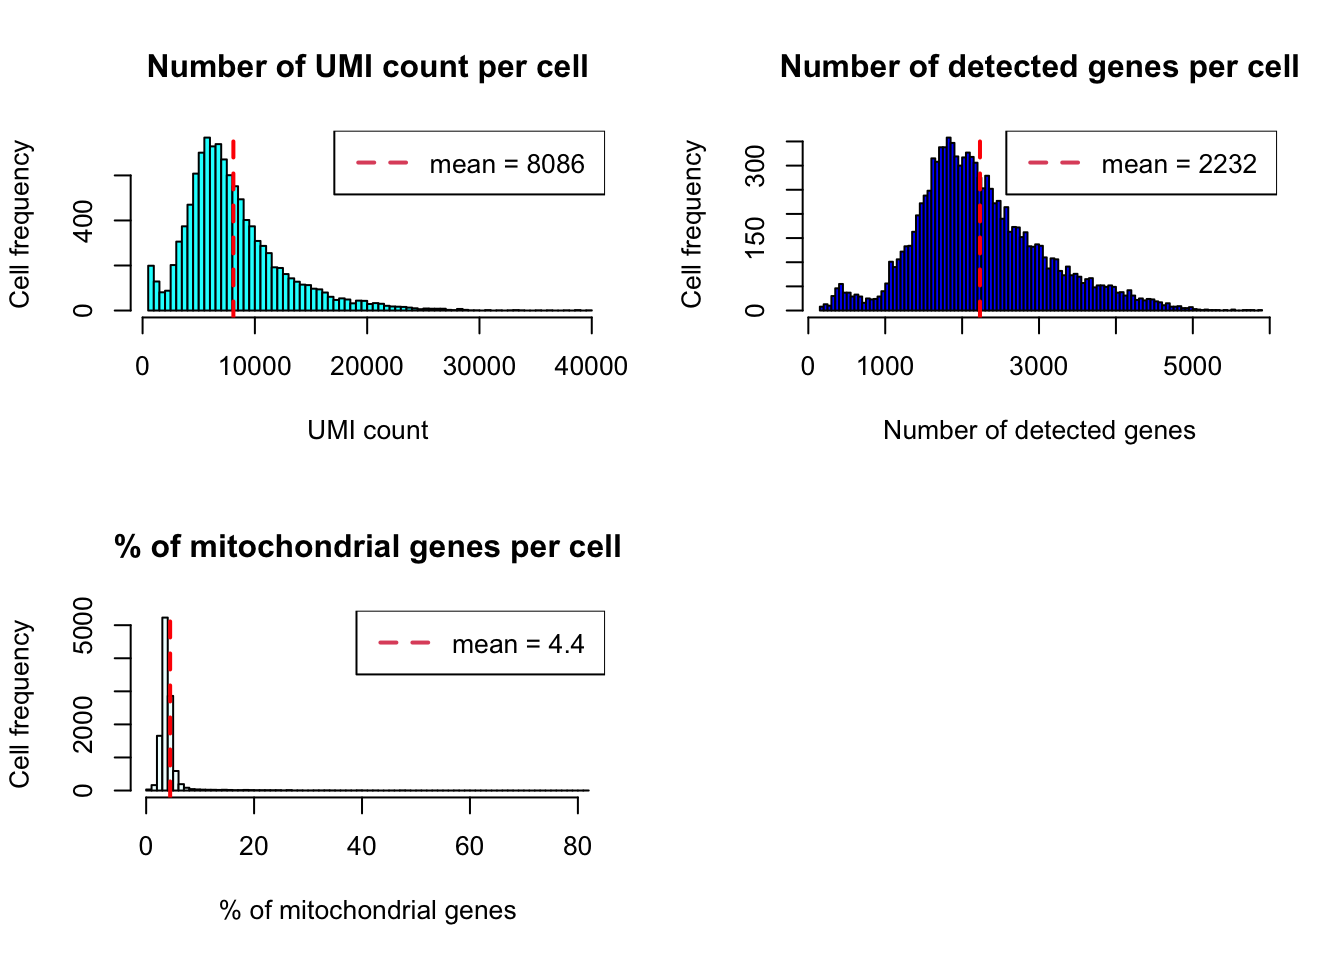 Number of UMI count per cell
Cell frequency
0
400
mean = 8086
0 10000 20000 30000 40000
UMI count
Number of detected genes per cell
Cell frequency
0
150
300
mean = 2232
0 1000 3000 5000
Number of detected genes
% of mitochondrial genes per cell
Cell frequency
0
2000
5000
mean = 4.4
0 20 40 60 80
% of mitochondrial genes